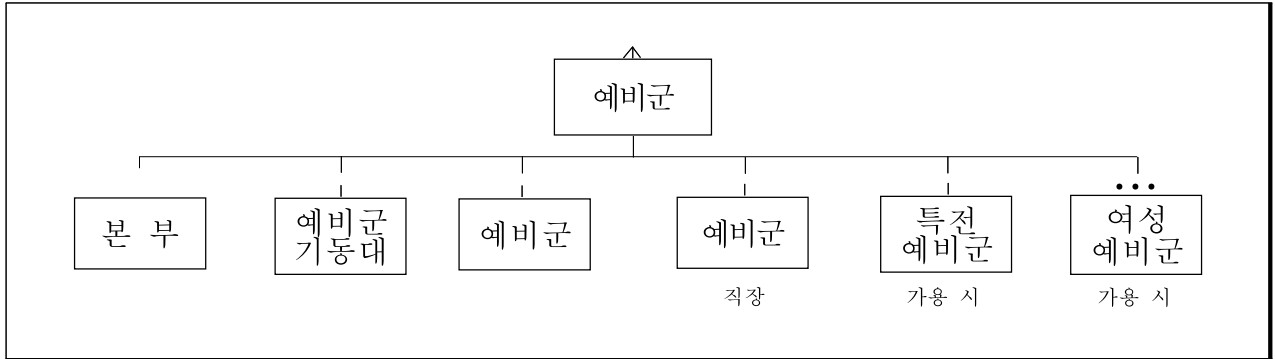 예비군
본 부
예비군
기동대
예비군
예비군
직장
특전
예비군
가용 시
여성
예비군
가용 시